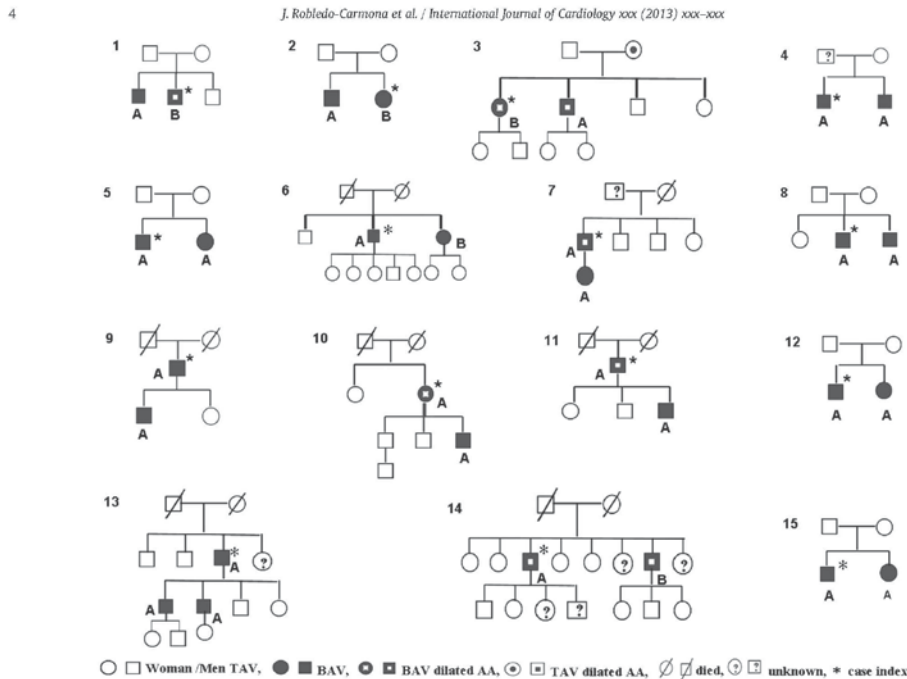 4
J. Robledo-Carmona et al. / International Journal of Cardiology xxx (2013) xxx–xxx
1 2 3 4
?
* * * *
A B A B B A A A
5 6 7 8
?
* * * *
A A A B A A A
A
9 10 11 12
* * * *
A A A
A A A A A
13 14 15
* ? * ? ? *
A A B
A A ? ? A A
Woman /Men TAV, BAV, BAV dilated AA, TAV dilated AA, died, ? ? unknown, * case index